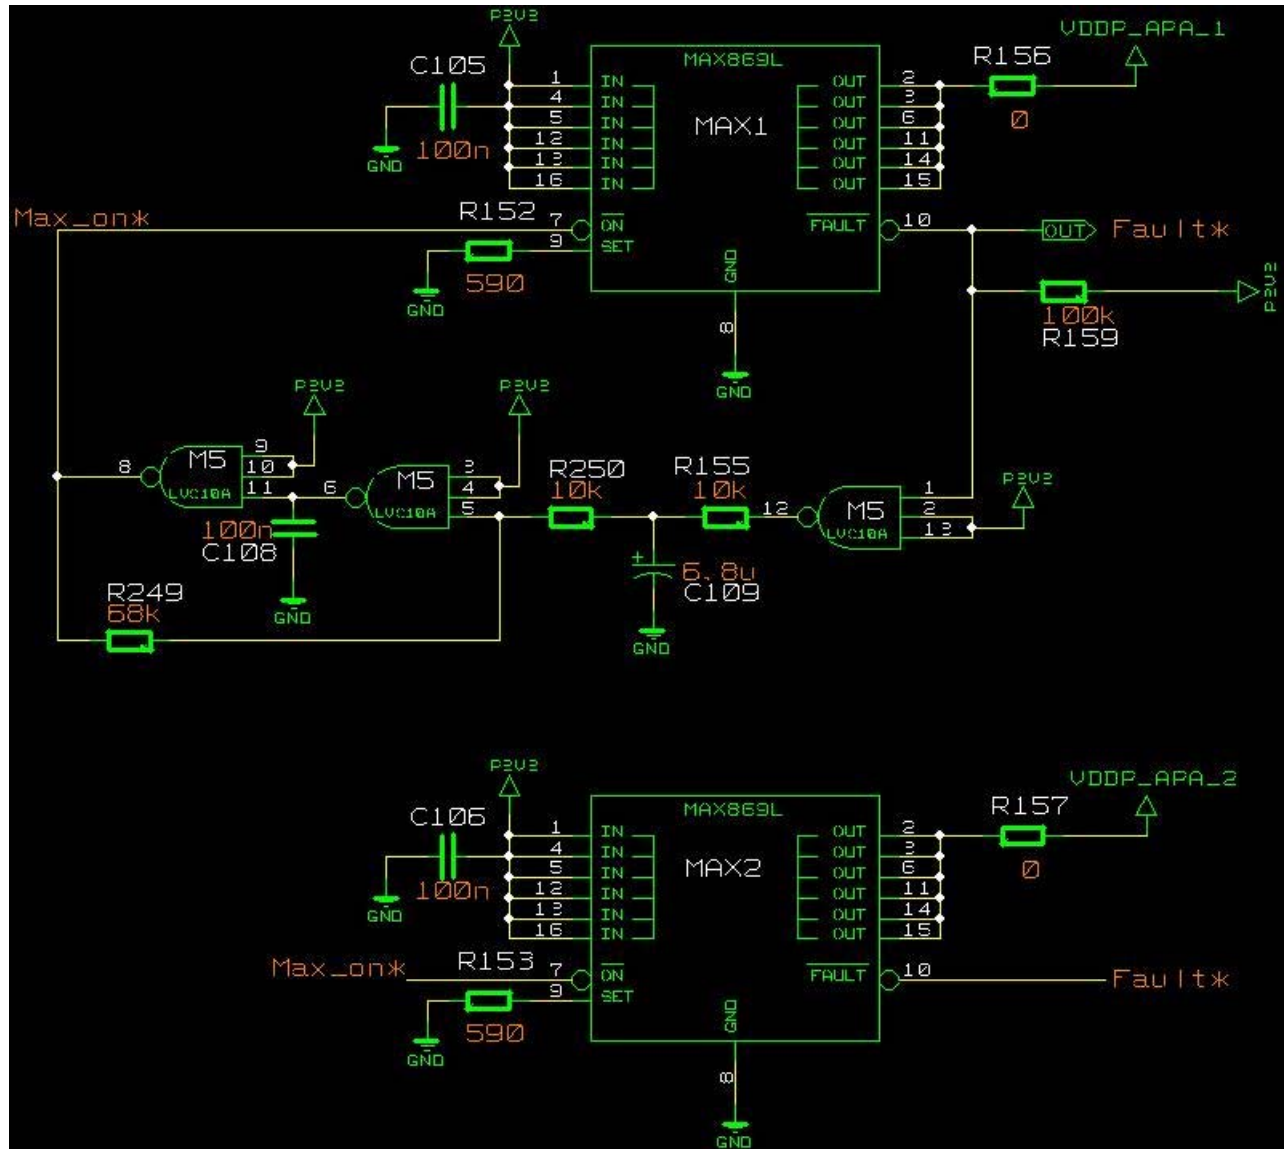 P3V3
VDDP_APA_1
C105
MAX869L
R156
1 IN OUT 2
4 IN OUT 3
5 IN OUT 6
12 IN OUT 11
13 IN OUT 14
16 IN OUT 15
MAX1
0
GND
100n
Max_on*
R152
7 ON FAULT 10
OUT Fault*
9 SET
590
GND
GND
8
100k
R159
P3V3
GND
P3V3
P3V3
8 M5 9
10
LVC10A 11
6 M5 3
4
LVC10A 5
R250
10k
R155
10k
12 M5 1
2
LVC10A 13
P3V3
100n
C108
6.8u
C109
R249
68k
GND
GND
P3V3
VDDP_APA_2
C106
MAX869L
R157
1 IN OUT 2
4 IN OUT 3
5 IN OUT 6
12 IN OUT 11
13 IN OUT 14
16 IN OUT 15
MAX2
0
GND
100n
Max_on*
R153
7 ON FAULT 10
Fault*
9 SET
590
GND
GND
8
GND